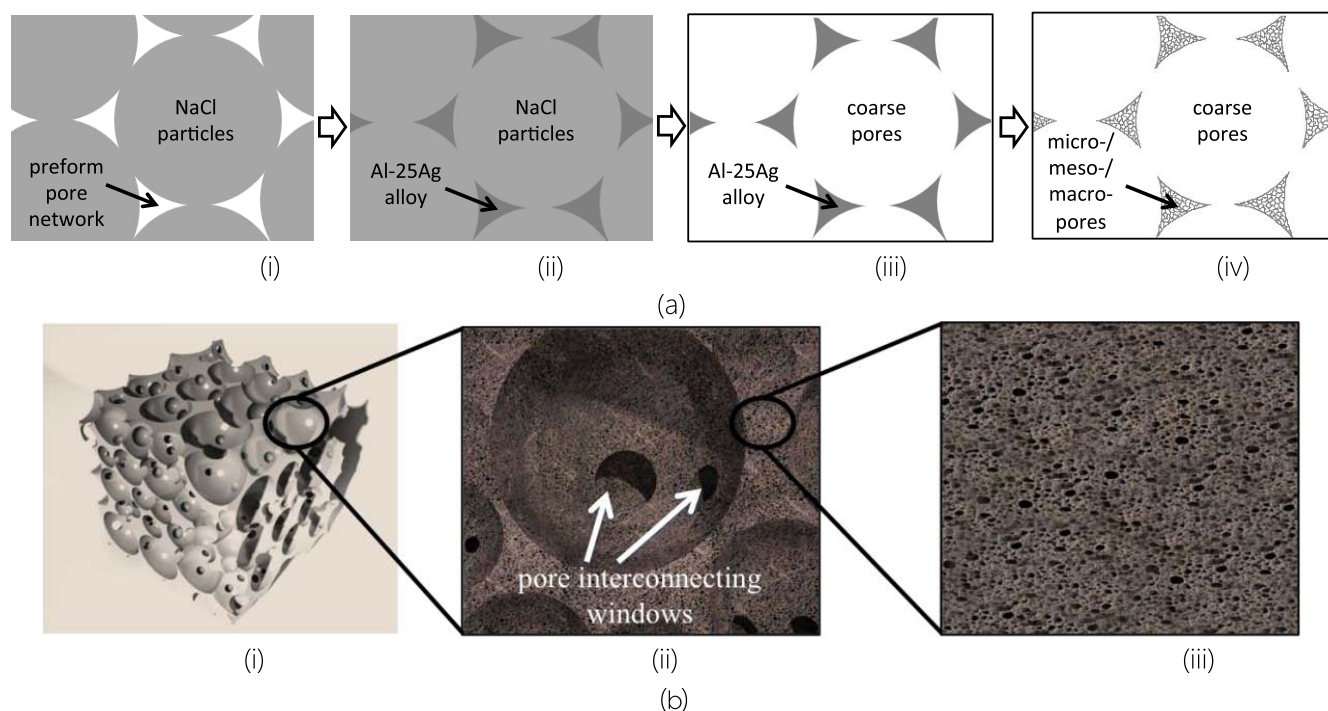 NaCl
particles
preform
pore
network
(i)
NaCl
particles
Al-25Ag
alloy
(ii)
coarse
pores
Al-25Ag
alloy
(iii)
coarse
pores
micro-/
meso-/
macro-
pores
(iv)
(a)
(i)
pore interconnecting
windows
(ii)
(iii)
(b)